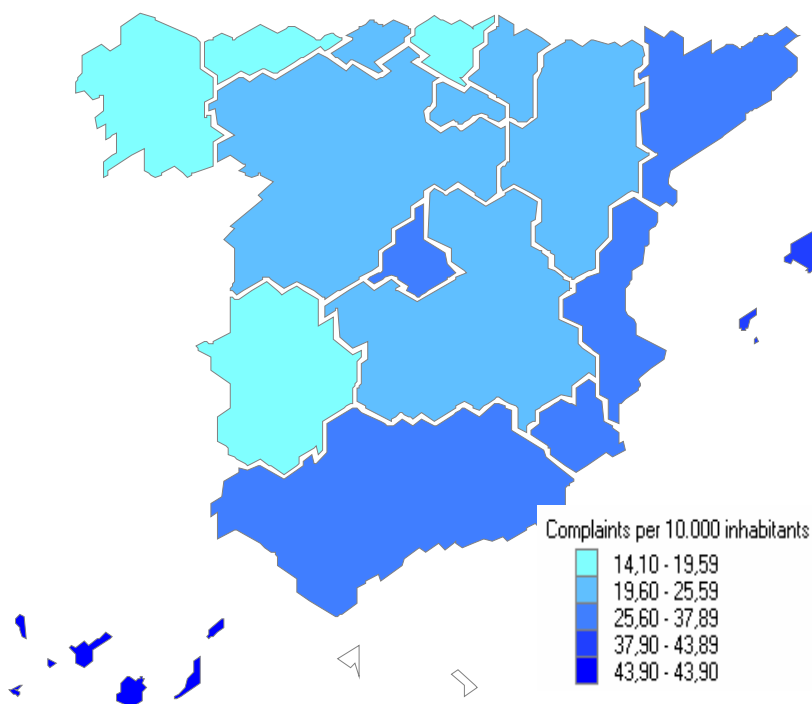 Complaints per 10.000 inhabitants
14,10 - 19,59
19,60 - 25,59
25,60 - 37,89
37,90 - 43,89
43,90 - 43,90